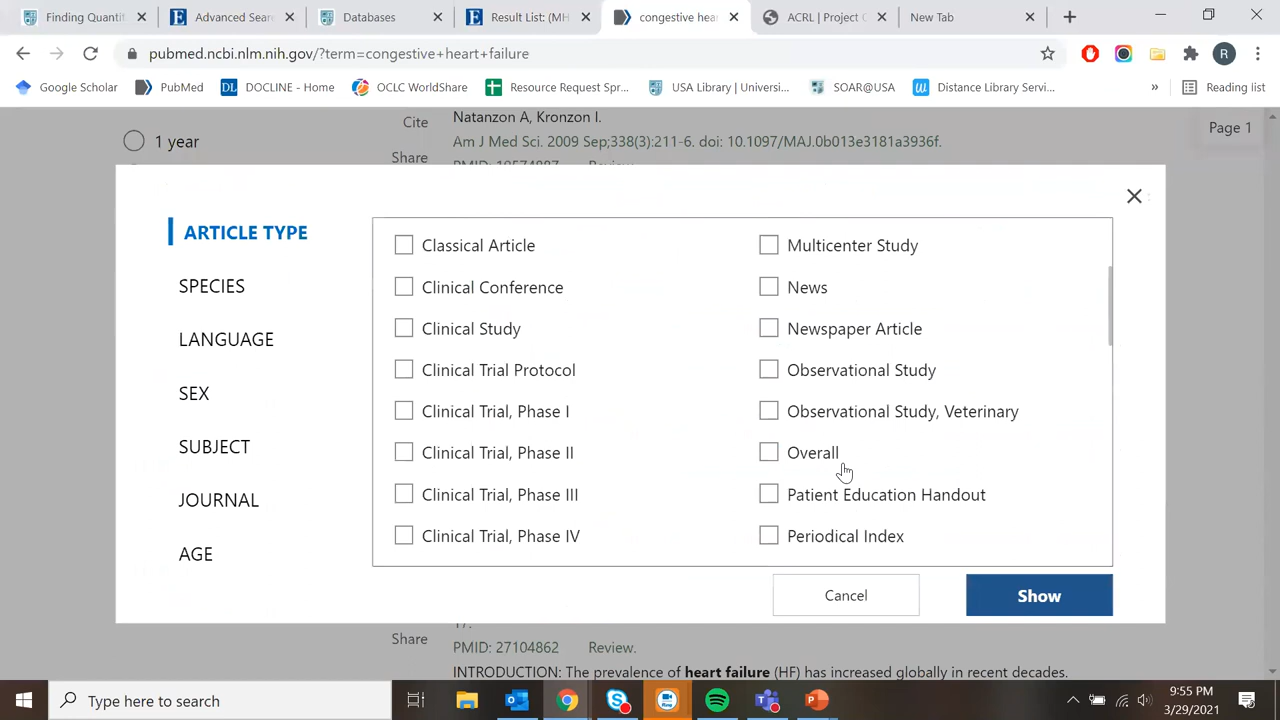 Finding Quantit
Advanced Sear
Databases
Result List: (MH
congestive hear
ACRL | Project O
New Tab
pubmed.ncbi.nlm.nih.gov/?term=congestive+heart+failure
R
Google Scholar
PubMed
DL DOCLINE - Home
OCLC WorldShare
Resource Request Spr...
USA Library | Universi...
SOAR@USA
Distance Library Servi...
»
Reading list
1 year
Cite
Share
Natanzon A, Kronzon I.
Am J Med Sci. 2009 Sep;338(3):211-6. doi: 10.1097/MAJ.0b013e3181a3936f.
Page 1
ARTICLE TYPE
SPECIES
LANGUAGE
SEX
SUBJECT
JOURNAL
AGE
Classical Article
Clinical Conference
Clinical Study
Clinical Trial Protocol
Clinical Trial, Phase I
Clinical Trial, Phase II
Clinical Trial, Phase III
Clinical Trial, Phase IV
Multicenter Study
News
Newspaper Article
Observational Study
Observational Study, Veterinary
Overall
Patient Education Handout
Periodical Index
Cancel
Show
Share
PMID: 27104862 Review.
INTRODUCTION: The prevalence of heart failure (HF) has increased globally in recent decades.
Type here to search
9:55 PM
3/29/2021